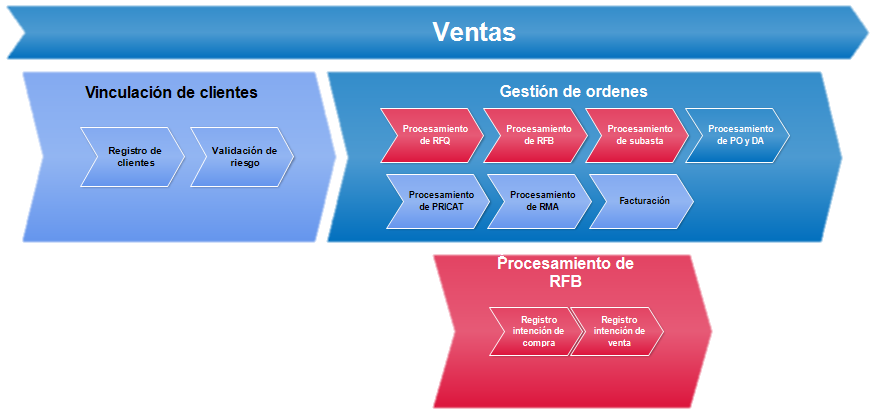 Ventas
Vinculación de clientes
Registro de
clientes
Validación de
riesgo
Gestión de ordenes
Procesamiento
de RFQ
Procesamiento
de RFB
Procesamiento
de subasta
Procesamiento
de PO y DA
Procesamiento
de PRICAT
Procesamiento
de RMA
Facturación
Procesamiento de
RFB
Registro
intención de
compra
Registro
intención de
venta